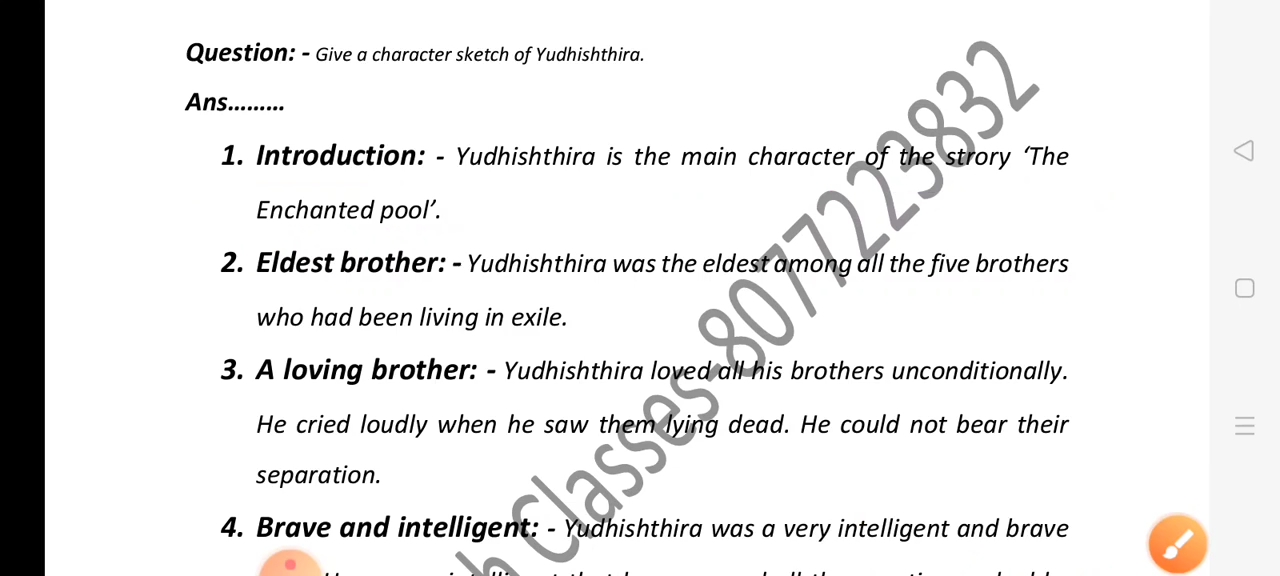 Question: - Give a character sketch of Yudhishthira.
Ans.........
1. Introduction: - Yudhishthira is the main character of the strory ‘The
Enchanted pool’.
2. Eldest brother: - Yudhishthira was the eldest among all the five brothers
who had been living in exile.
3. A loving brother: - Yudhishthira loved all his brothers unconditionally.
He cried loudly when he saw them lying dead. He could not bear their
separation.
4. Brave and intelligent: - Yudhishthira was a very intelligent and brave
h Classes-8077223832